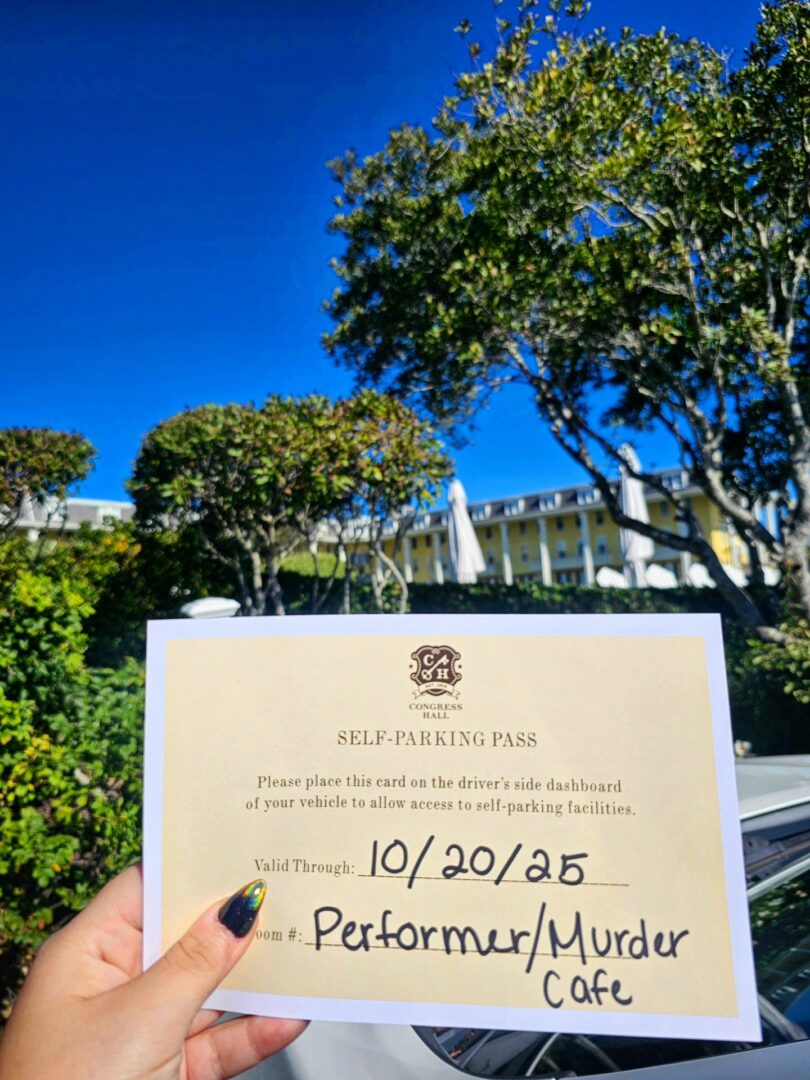 C H
CONGRESS
HALL
SELF-PARKING PASS
Please place this card on the driver's side dashboard
of your vehicle to allow access to self-parking facilities.
Valid Through: 10/20/25
oom #: Performer/Murder
Cafe